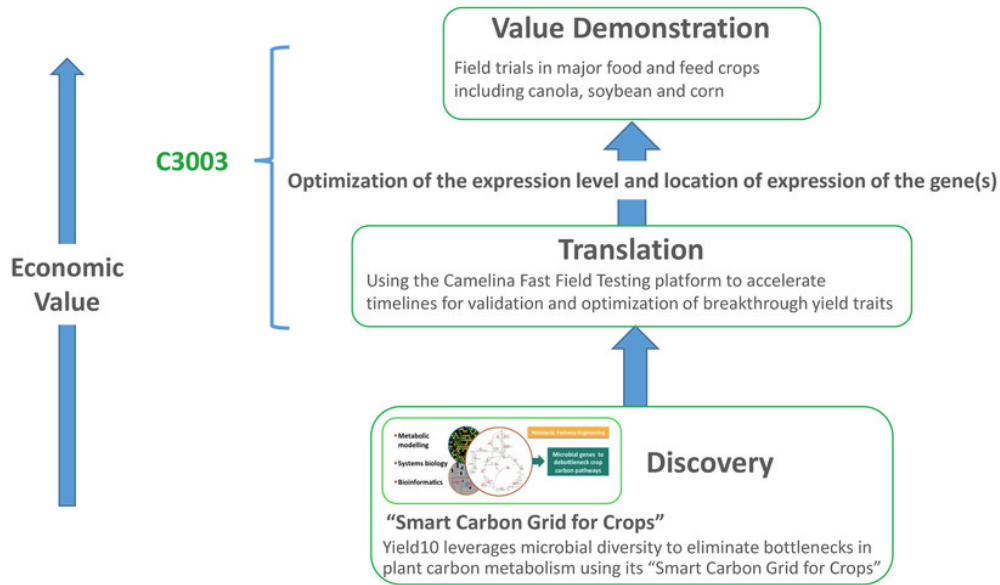 Value Demonstration
Field trials in major food and feed crops
including canola, soybean and corn
C3003
Optimization of the expression level and location of expression of the gene(s)
Economic
Value
Translation
Using the Camelina Fast Field Testing platform to accelerate
timelines for validation and optimization of breakthrough yield traits
• Metabolic
modelling
• Systems biology
• Bioinformatics
Metabolic Pathway Engineering
Microbial genes to
debottleneck crop
carbon pathways
Discovery
“Smart Carbon Grid for Crops”
Yield10 leverages microbial diversity to eliminate bottlenecks in
plant carbon metabolism using its “Smart Carbon Grid for Crops”